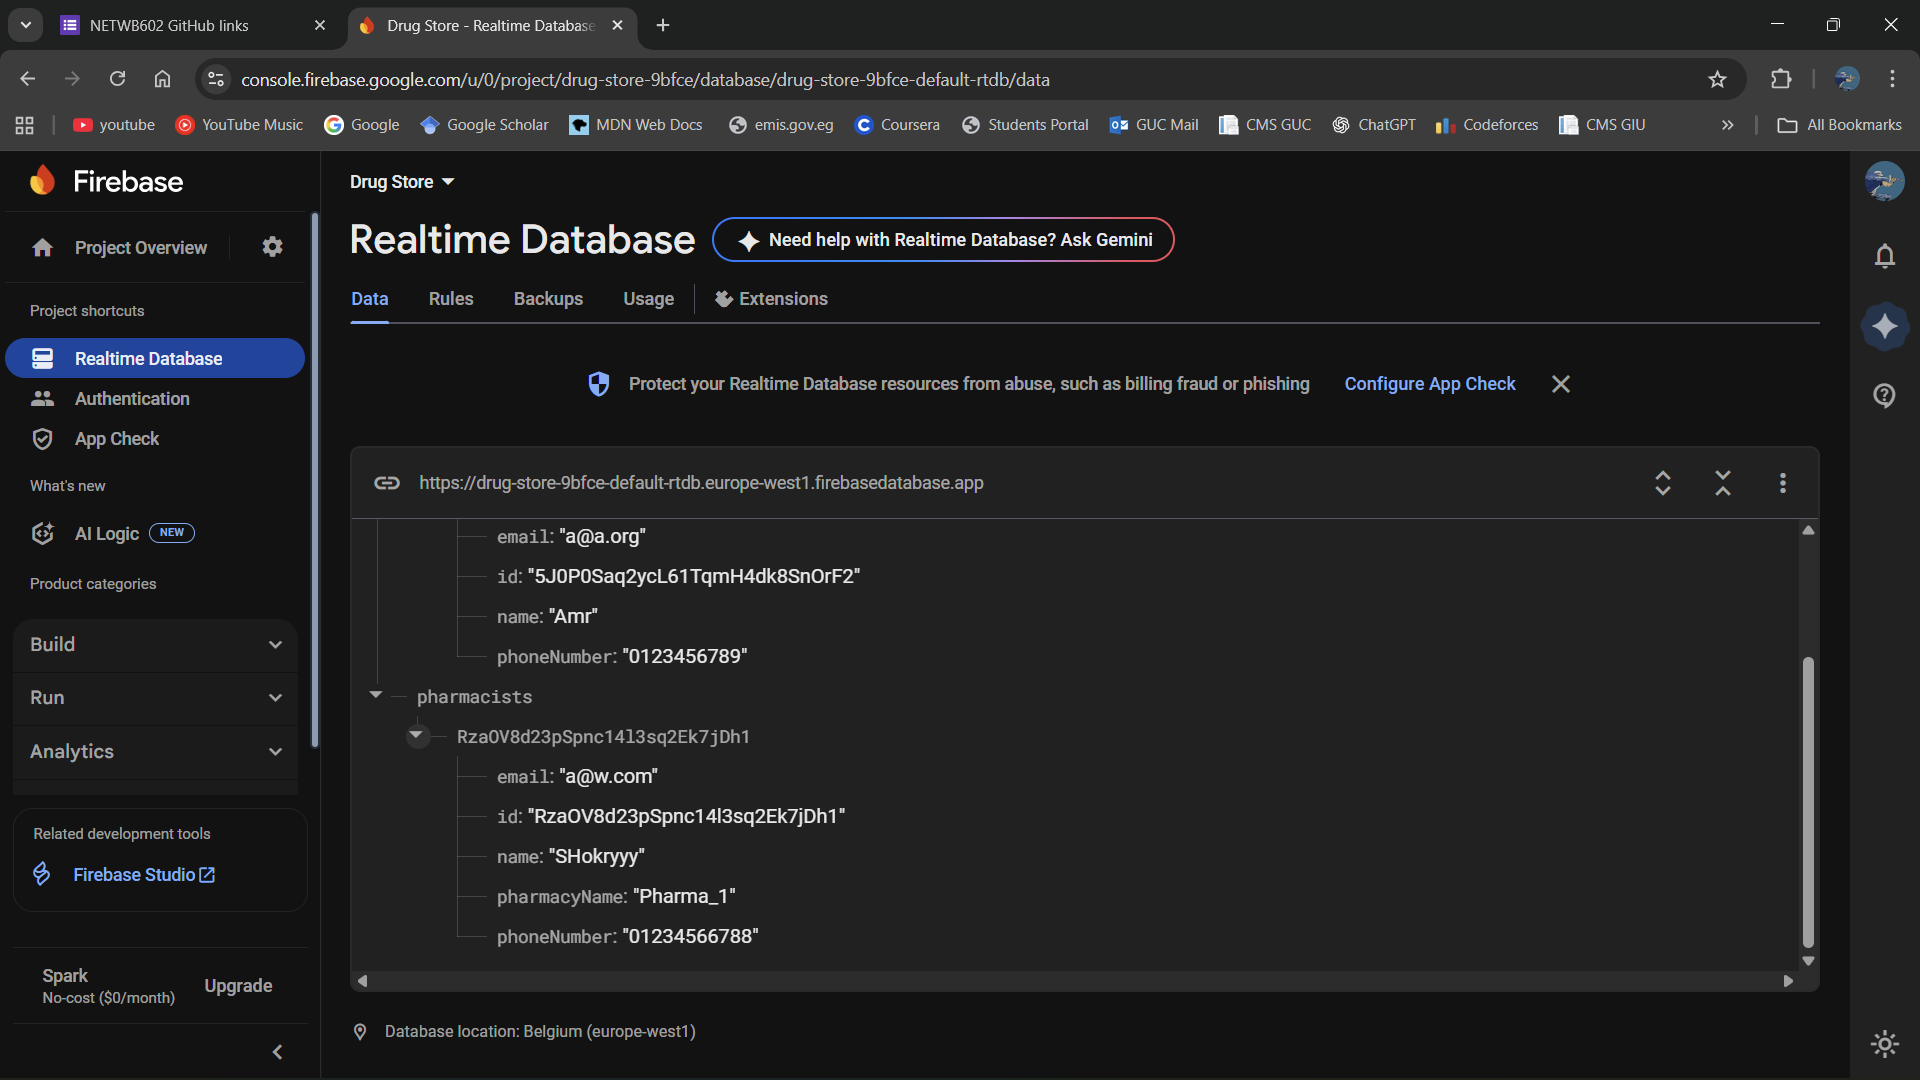 NETWB602 GitHub links
Drug Store - Realtime Database
console.firebase.google.com/u/0/project/drug-store-9bfce/database/drug-store-9bfce-default-rtdb/data
youtube
YouTube Music
Google
Google Scholar
MDN Web Docs
emis.gov.eg
Coursera
Students Portal
GUC Mail
CMS GUC
ChatGPT
Codeforces
CMS GIU
»
All Bookmarks
Firebase
Project Overview
Project shortcuts
Realtime Database
Authentication
App Check
What's new
AI Logic NEW
Product categories
Build
Run
Analytics
Related development tools
Firebase Studio
Spark
No-cost ($0/month)
Upgrade
Drug Store
Realtime Database
Need help with Realtime Database? Ask Gemini
Data Rules Backups Usage Extensions
Protect your Realtime Database resources from abuse, such as billing fraud or phishing Configure App Check
https://drug-store-9bfce-default-rtdb.europe-west1.firebasedatabase.app
email: "a@a.org"
id: "5J0P0Saq2ycL61TqmH4dk8SnOrF2"
name: "Amr"
phoneNumber: "0123456789"
pharmacists
RzaOV8d23pSpnc14l3sq2Ek7jDh1
email: "a@w.com"
id: "RzaOV8d23pSpnc14l3sq2Ek7jDh1"
name: "SHokryyy"
pharmacyName: "Pharma_1"
phoneNumber: "01234566788"
Database location: Belgium (europe-west1)